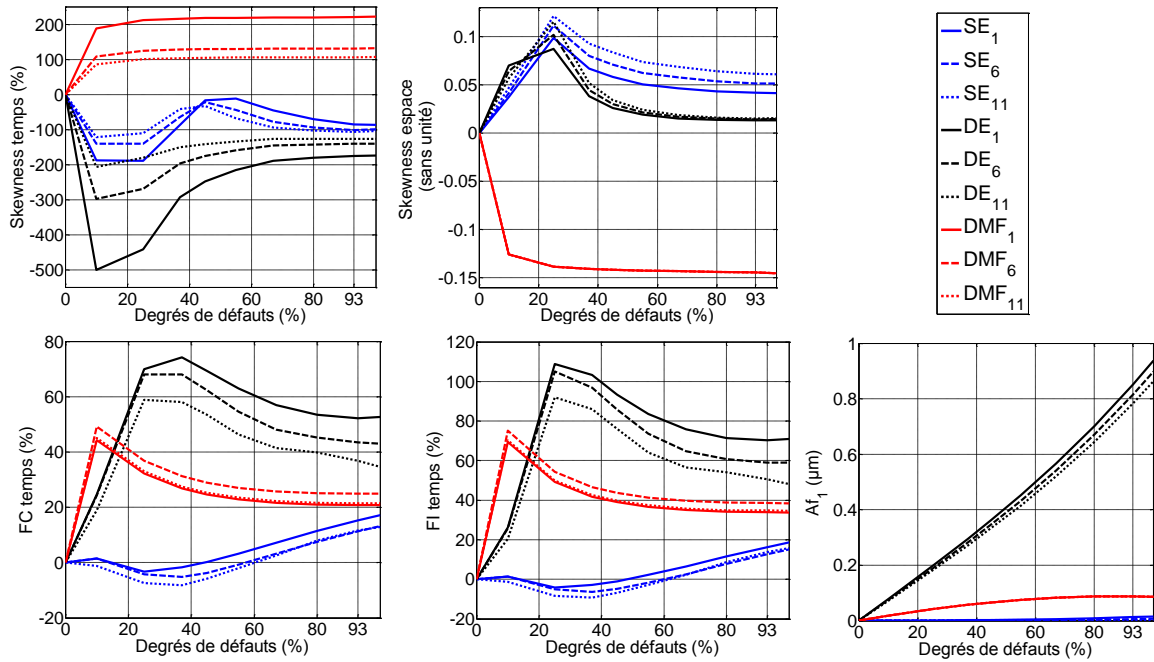 Skewness temps (%)
200
100
0
-100
-200
-300
-400
-500
0 20 40 60 80 93
Degrés de défauts (%)
Skewness espace
(sans unité)
0.1
0.05
0
-0.05
-0.1
-0.15
0 20 40 60 80 93
Degrés de défauts (%)
SE1
SE6
SE11
DE1
DE6
DE11
DMF1
DMF6
DMF11
FC temps (%)
80
60
40
20
0
-20
0 20 40 60 80 93
Degrés de défauts (%)
FI temps (%)
120
100
80
60
40
20
0
-20
0 20 40 60 80 93
Degrés de défauts (%)
Af1 (μm)
1
0.8
0.6
0.4
0.2
0
0 20 40 60 80 93
Degrés de défauts (%)